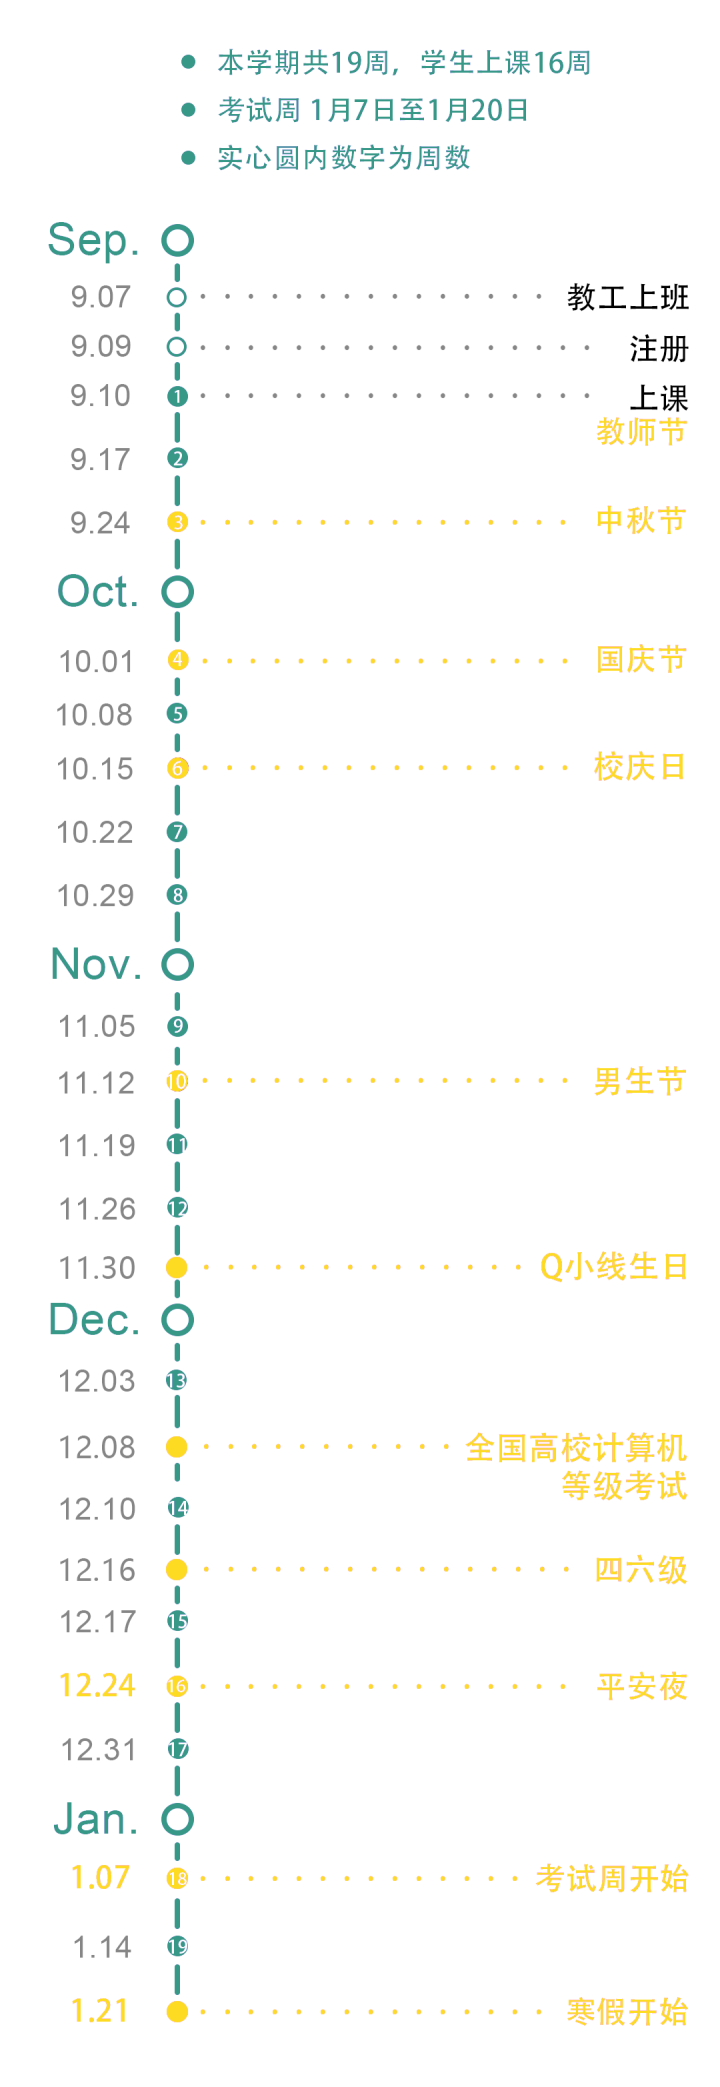 本学期共19周，学生上课16周
考试周 1月7日至1月20日
实心圆内数字为周数
Sep.
9.07 教工上班
9.09 注册
9.10 1 上课
教师节
9.17 2
9.24 3 中秋节
Oct.
10.01 4 国庆节
10.08 5
10.15 6 校庆日
10.22 7
10.29 8
Nov.
11.05 9
11.12 10 男生节
11.19 11
11.26 12
11.30 Q小线生日
Dec.
12.03 13
12.08 全国高校计算机
等级考试
12.10 14
12.16 四六级
12.17 15
12.24 16 平安夜
12.31 17
Jan.
1.07 18 考试周开始
1.14 19
1.21 寒假开始